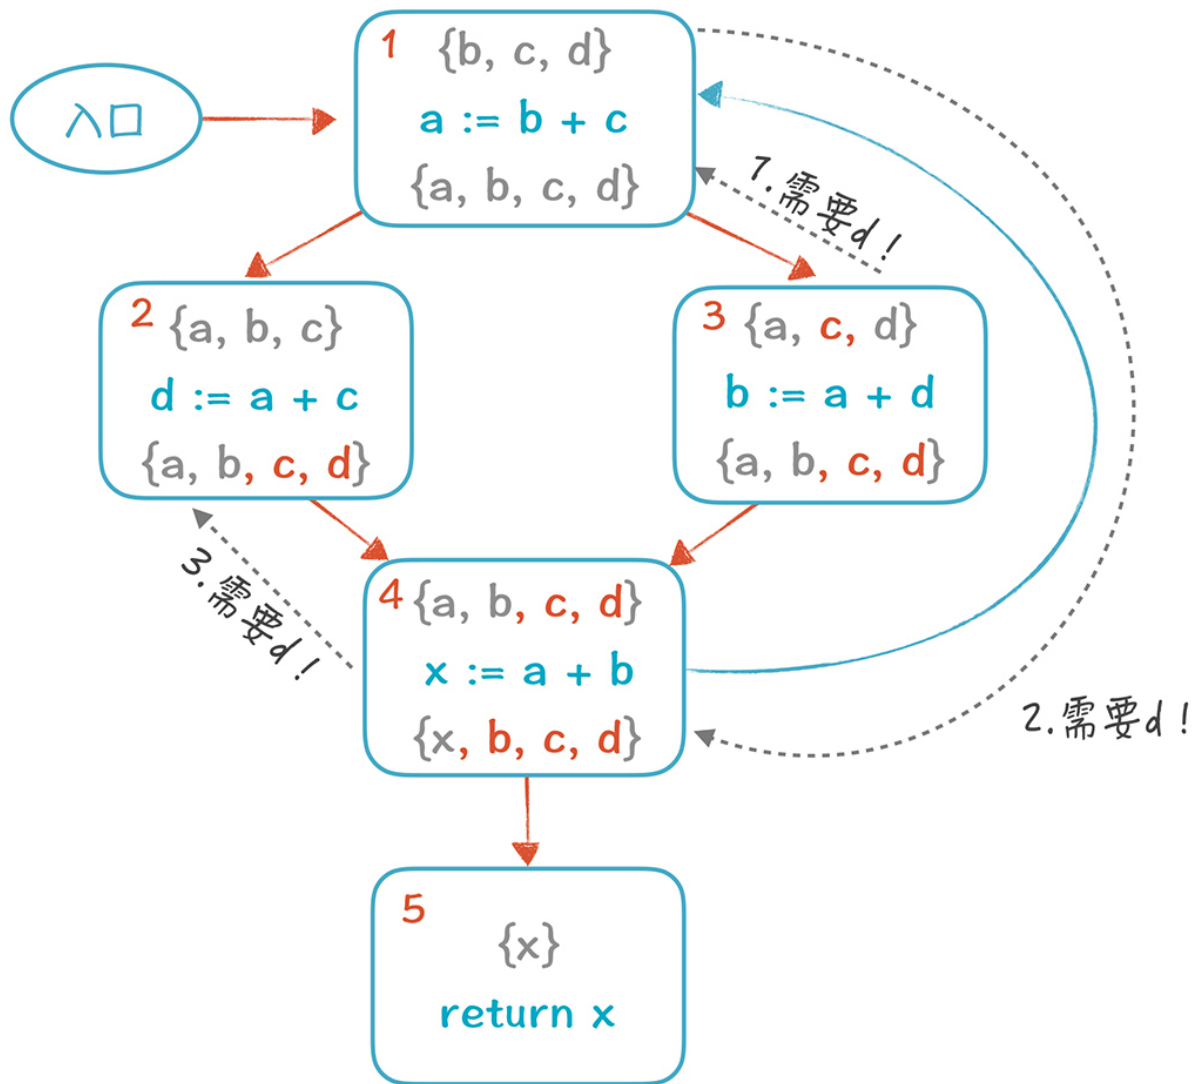 入口
1 {b, c, d}
a := b + c
{a, b, c, d}
1.需要d!
2 {a, b, c}
d := a + c
{a, b, c, d}
3 {a, c, d}
b := a + d
{a, b, c, d}
3.需要d!
4 {a, b, c, d}
x := a + b
{x, b, c, d}
2.需要d!
5
{x}
return x